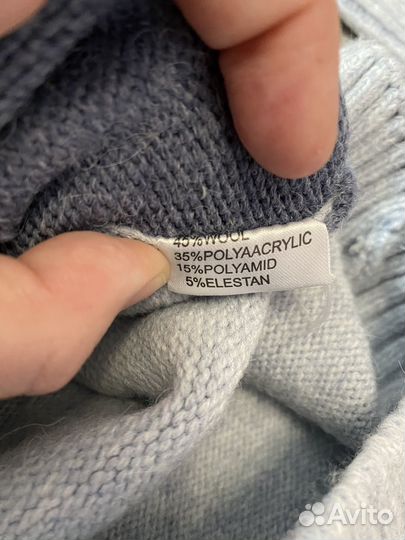 45%WOOL
35%POLYAACRYLIC
15%POLYAMID
5%ELESTAN
Avito